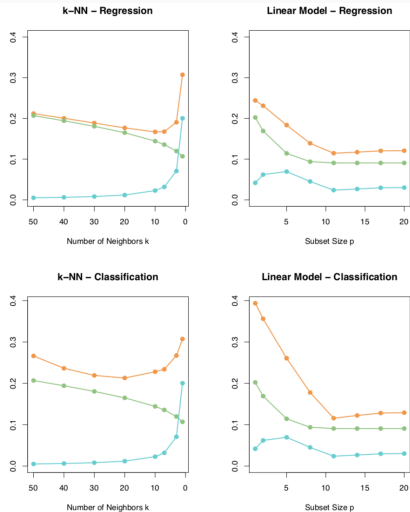 k−NN − Regression
0.0 0.1 0.2 0.3 0.4
50 40 30 20 10 0
Number of Neighbors k
Linear Model − Regression
0.0 0.1 0.2 0.3 0.4
5 10 15 20
Subset Size p
k−NN − Classification
0.0 0.1 0.2 0.3 0.4
50 40 30 20 10 0
Number of Neighbors k
Linear Model − Classification
0.0 0.1 0.2 0.3 0.4
5 10 15 20
Subset Size p